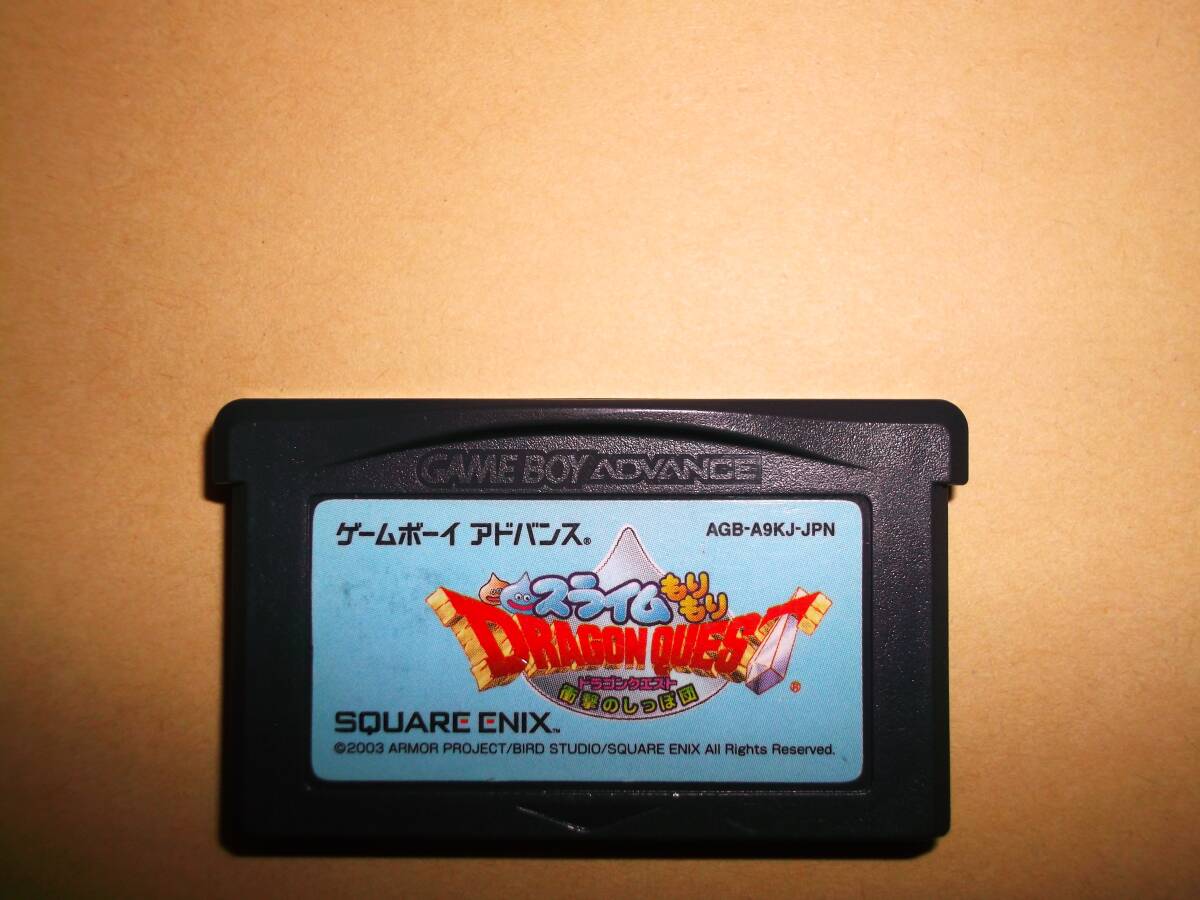 GAME BOY ADVANCE
ゲームボーイ アドバンス®
AGB-A9KJ-JPN
スライムもりもり
DRAGON QUEST®
ドラゴンクエスト
衝撃のしっぽ団
SQUARE ENIX™
©2003 ARMOR PROJECT/BIRD STUDIO/SQUARE ENIX All Rights Reserved.